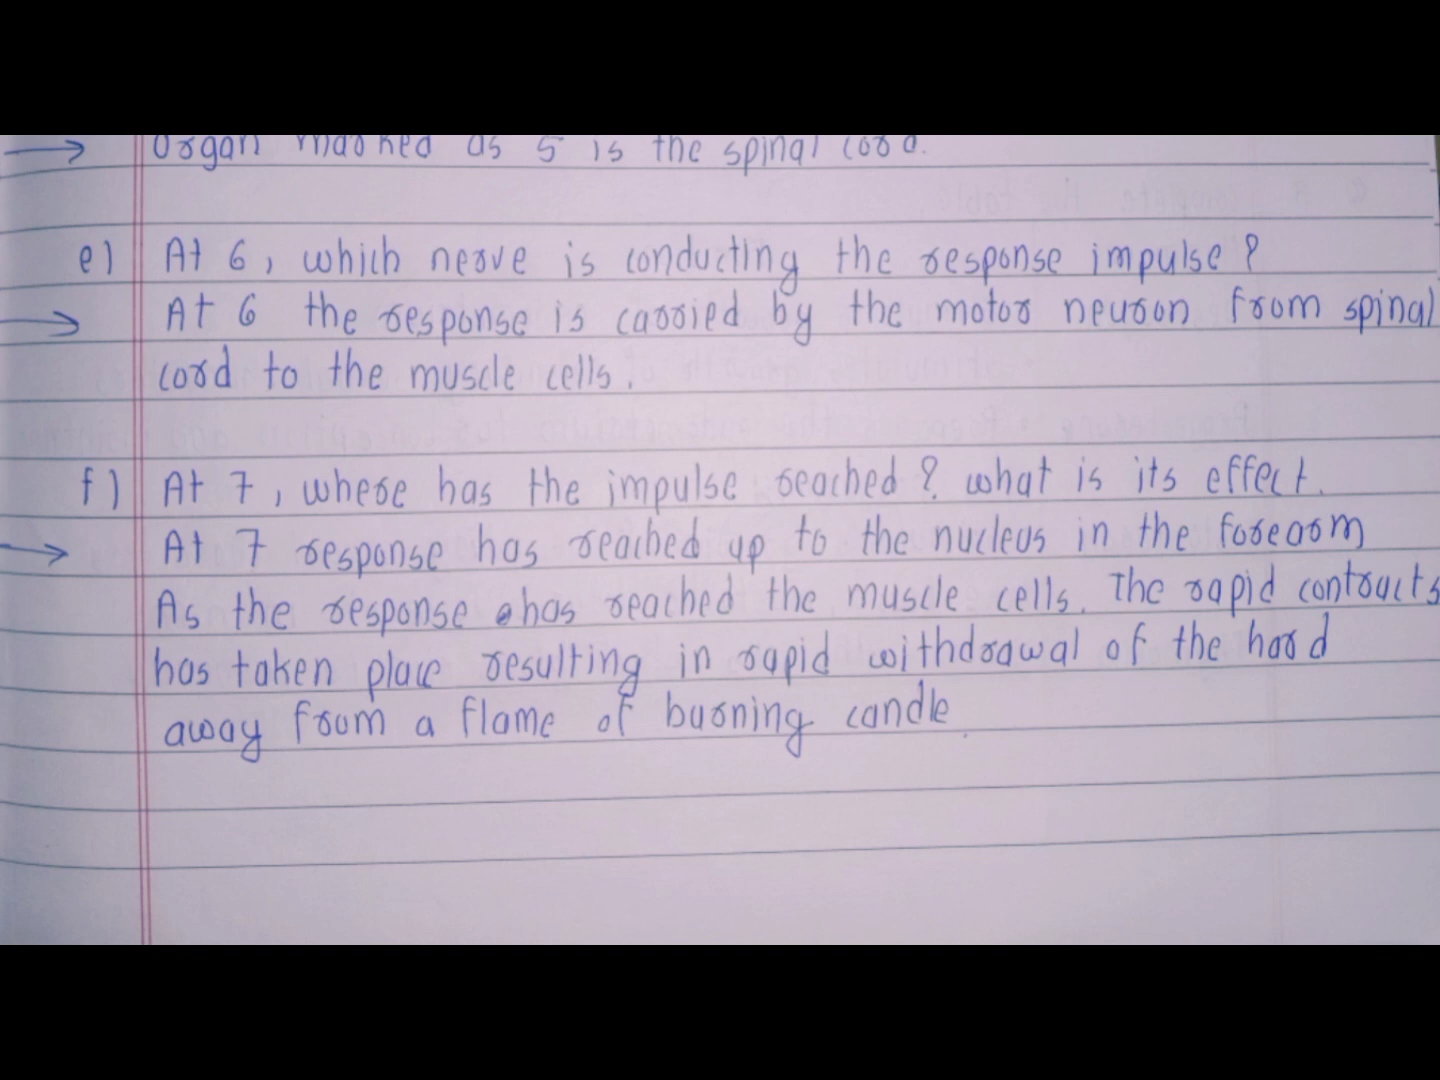 → Organ marked as 5 is the spinal cord.
e) At 6, which nerve is conducting the response impulse ?
→ At 6 the response is carried by the motor neuron from spinal
cord to the muscle cells.
f) At 7, where has the impulse reached ? what is its effect.
→ At 7 response has reached up to the nucleus in the forearm
As the response has reached the muscle cells. The rapid contracts
has taken place resulting in rapid withdrawal of the hard
away from a flame of burning candle